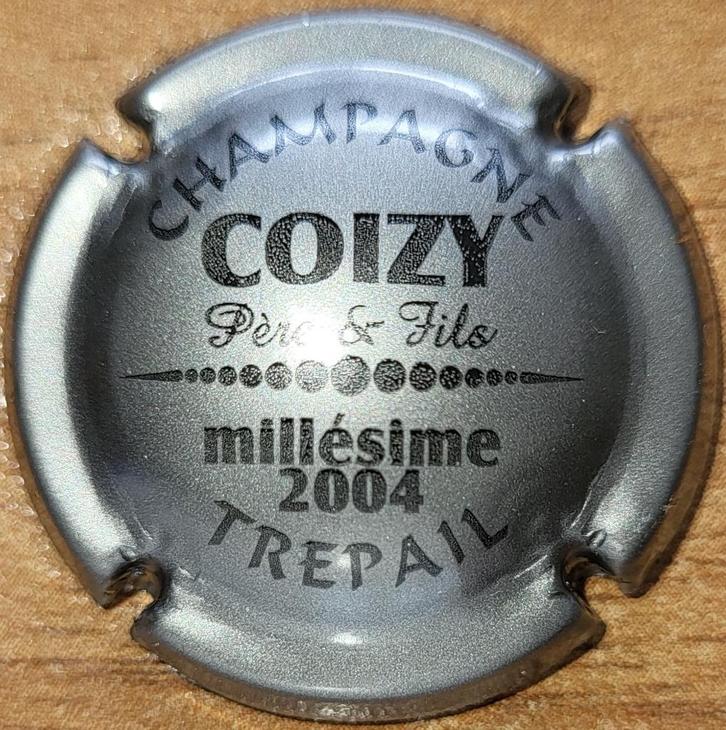 CHAMPAGNE
COIZY
Père & Fils
millésime
2004
TREPAIL